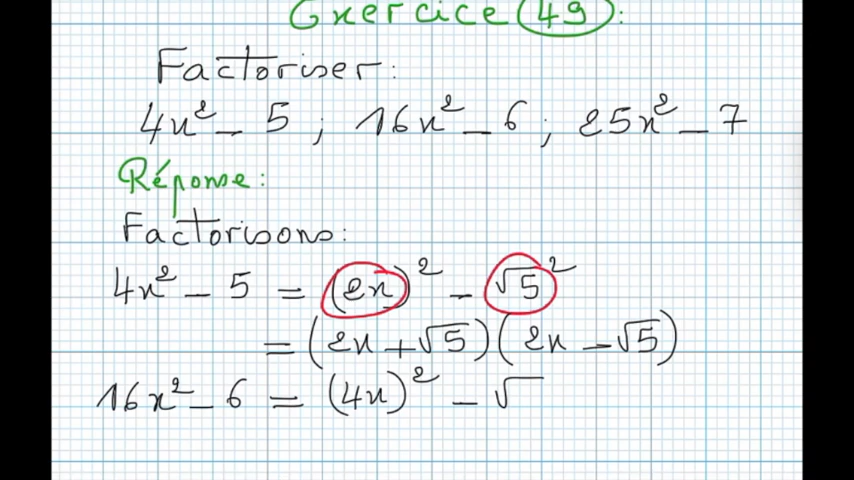 Exercice 49:
Factoriser:
4x² - 5 ; 16x² - 6 ; 25x² - 7
Réponse:
Factorisons:
4x² - 5 = (2x)² - √5²
= (2x + √5)(2x - √5)
16x² - 6 = (4x)² - √